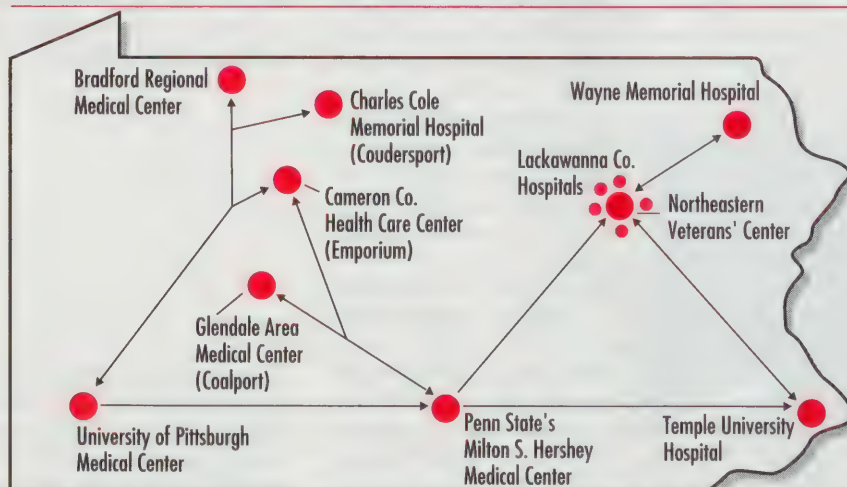 Bradford Regional
Medical Center
Charles Cole
Memorial Hospital
(Coudersport)
Wayne Memorial Hospital
Lackawanna Co.
Hospitals
Cameron Co.
Health Care Center
(Emporium)
Northeastern
Veterans' Center
Glendale Area
Medical Center
(Coalport)
University of Pittsburgh
Medical Center
Penn State's
Milton S. Hershey
Medical Center
Temple University
Hospital